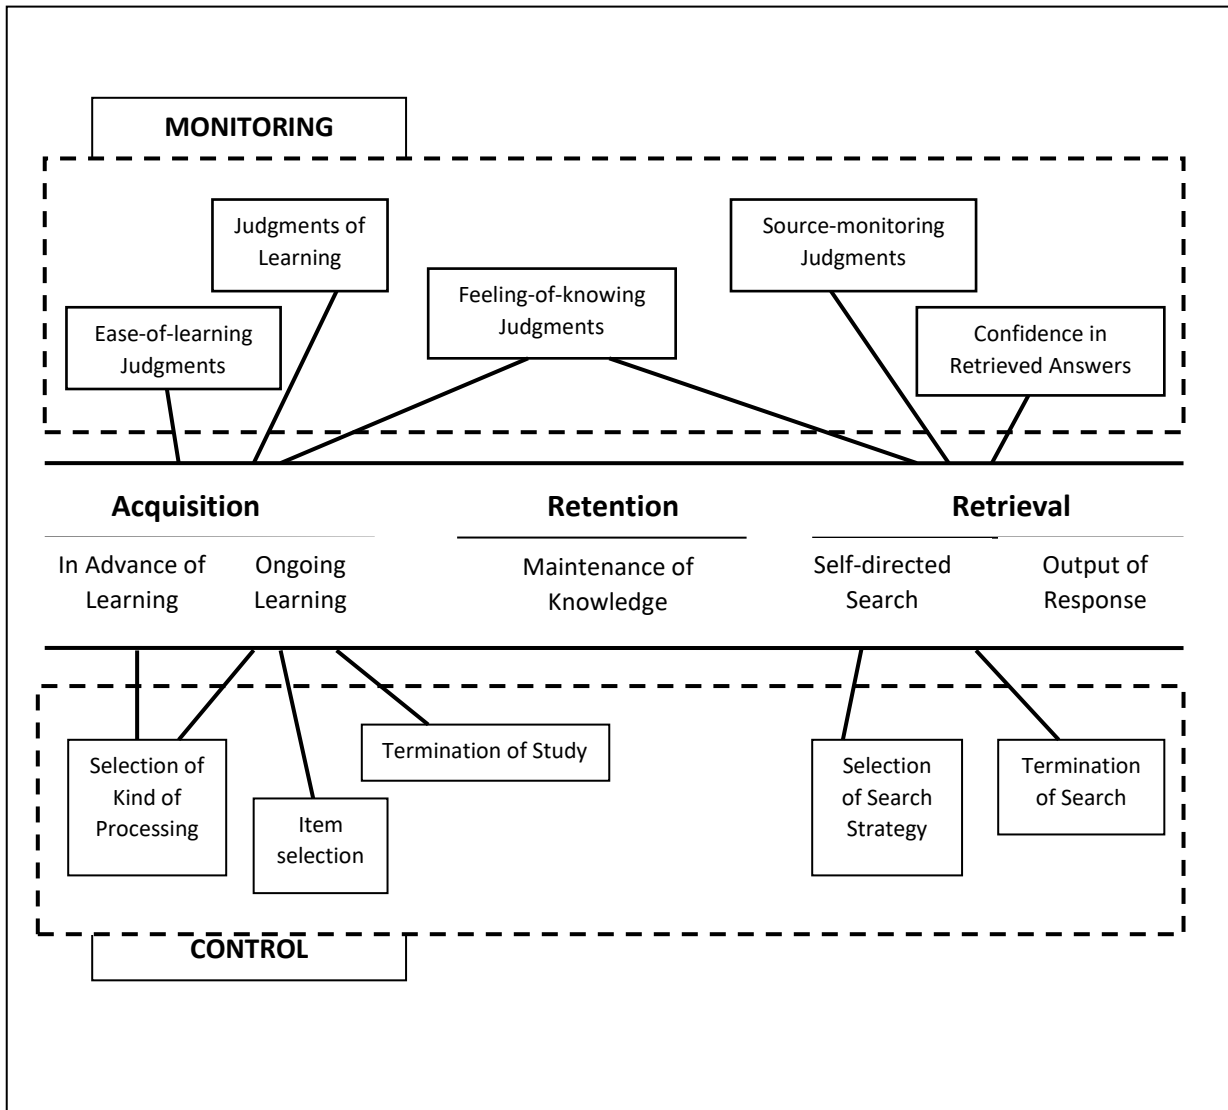 MONITORING
Judgments of
Learning
Source-monitoring
Judgments
Feeling-of-knowing
Judgments
Ease-of-learning
Judgments
Confidence in
Retrieved Answers
Acquisition
Retention
Retrieval
In Advance of
Learning
Ongoing
Learning
Maintenance of
Knowledge
Self-directed
Search
Output of
Response
Selection of
Kind of
Processing
Item
selection
Termination of Study
Selection
of Search
Strategy
Termination
of Search
CONTROL